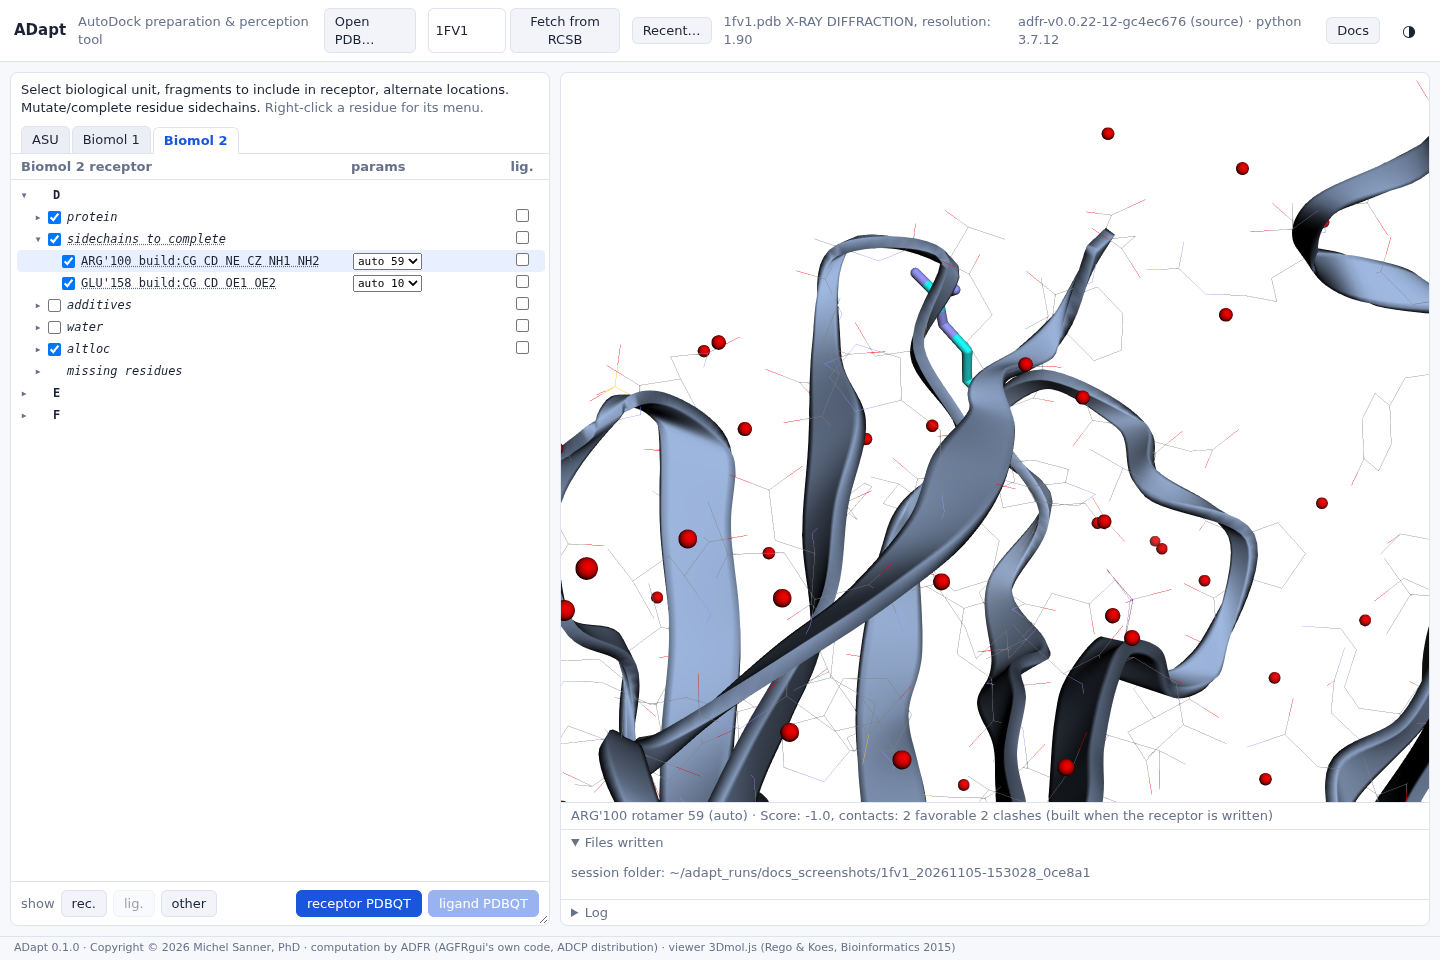 ADapt
AutoDock preparation & perception
tool
Open
PDB...
1FV1
Fetch from
RCSB
Recent...
1fv1.pdb X-RAY DIFFRACTION, resolution:
1.90
adfr-v0.0.22-12-gc4ec676 (source) · python
3.7.12
Docs
Select biological unit, fragments to include in receptor, alternate locations.
Mutate/complete residue sidechains. Right-click a residue for its menu.
ASU
Biomol 1
Biomol 2
Biomol 2 receptor
params
lig.
D
protein
sidechains to complete
ARG'100 build:CG CD NE CZ NH1 NH2
auto 59
GLU'158 build:CG CD OE1 OE2
auto 10
additives
water
altloc
missing residues
E
F
show
rec.
lig.
other
receptor PDBQT
ligand PDBQT
ARG'100 rotamer 59 (auto) · Score: -1.0, contacts: 2 favorable 2 clashes (built when the receptor is written)
Files written
session folder: ~/adapt_runs/docs_screenshots/1fv1_20261105-153028_0ce8a1
Log
ADapt 0.1.0 · Copyright © 2026 Michel Sanner, PhD · computation by ADFR (AGFRgui's own code, ADCP distribution) · viewer 3Dmol.js (Rego & Koes, Bioinformatics 2015)